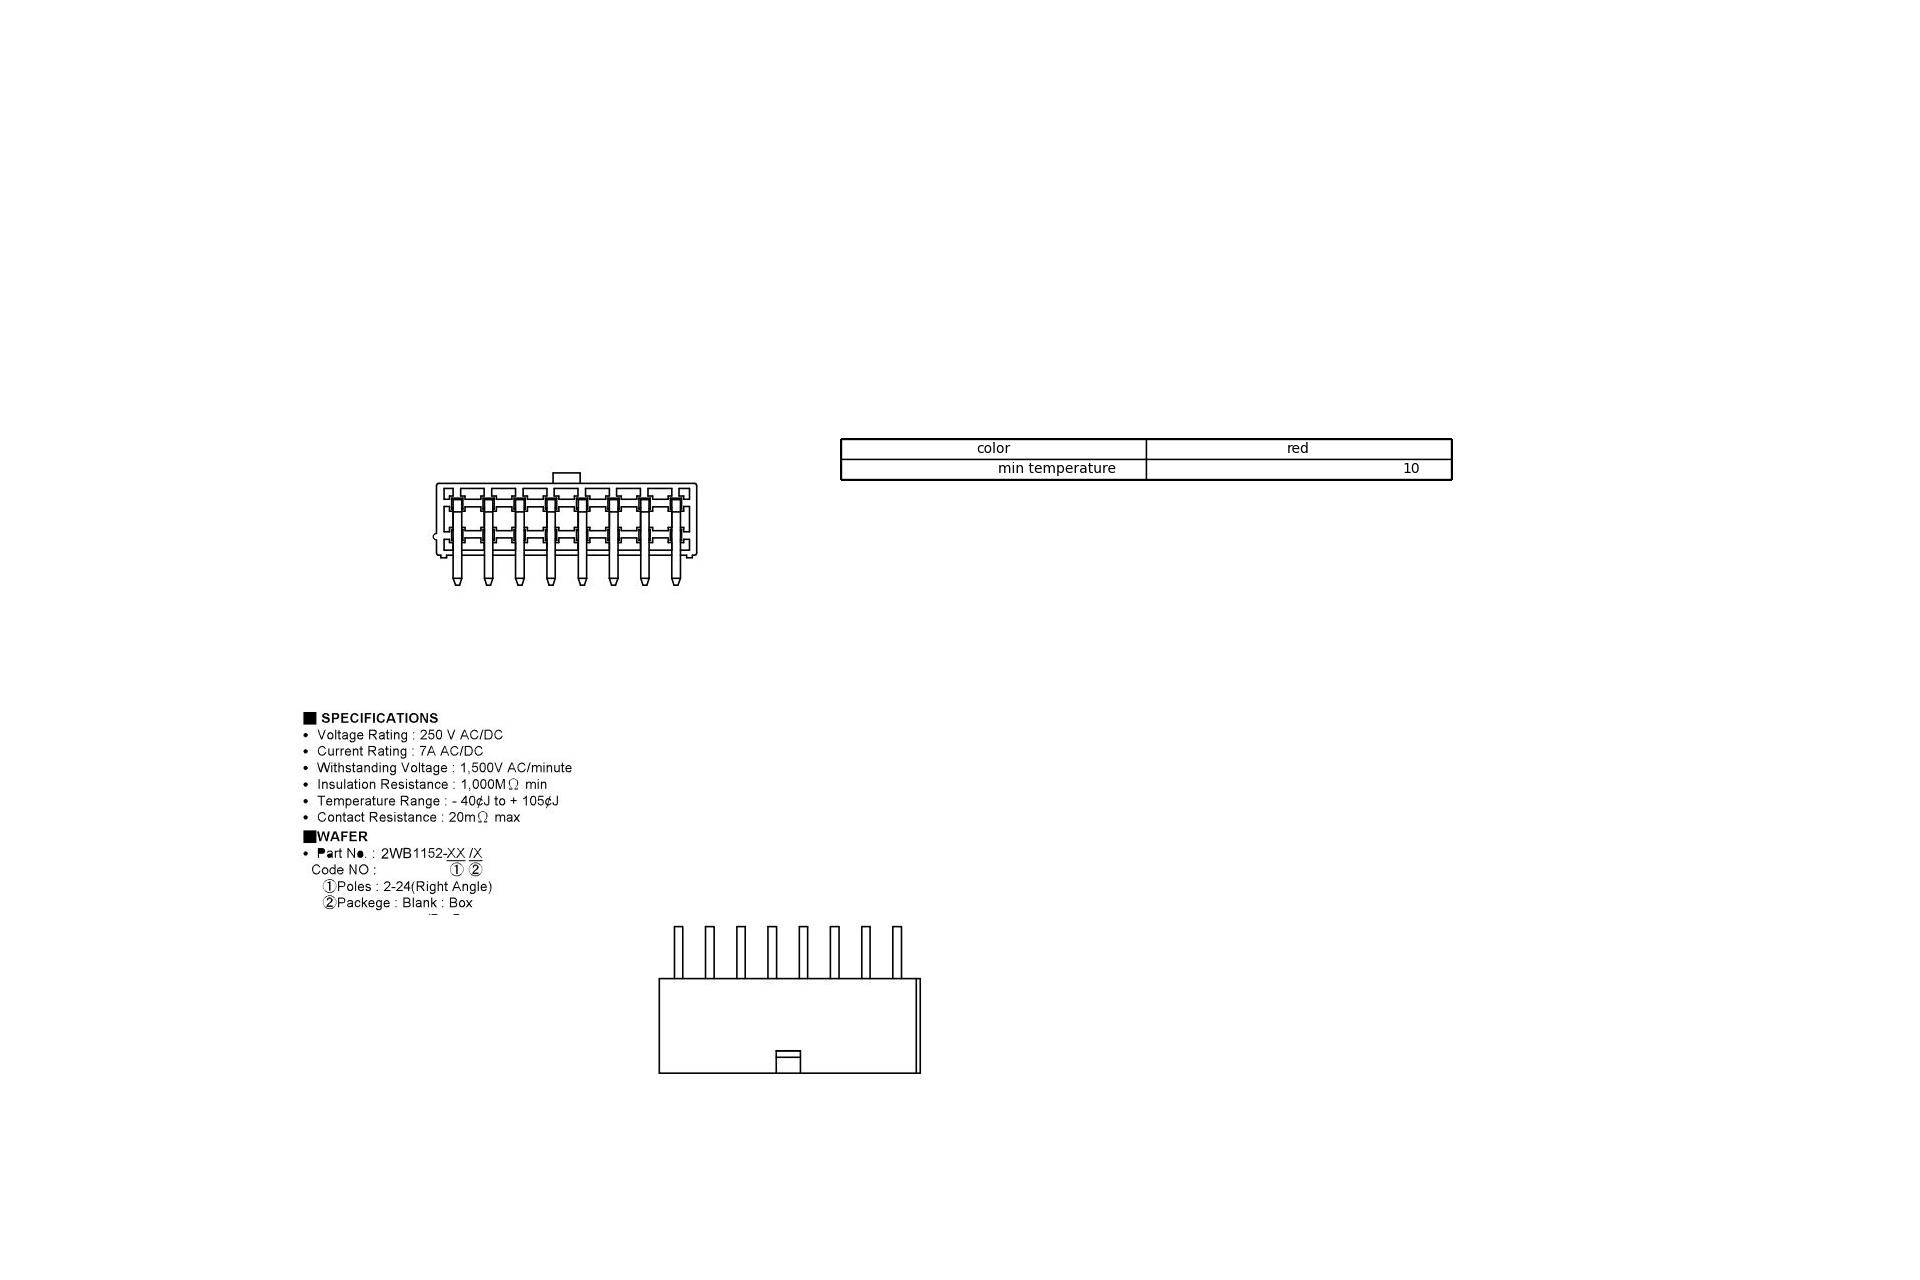 color red
min temperature 10
■ SPECIFICATIONS
• Voltage Rating : 250 V AC/DC
• Current Rating : 7A AC/DC
• Withstanding Voltage : 1,500V AC/minute
• Insulation Resistance : 1,000MΩ min
• Temperature Range : - 40¢J to + 105¢J
• Contact Resistance : 20mΩ max
■WAFER
• Part No. : 2WB1152-XX /X
Code NO : ① ②
①Poles : 2-24(Right Angle)
②Packege : Blank : Box